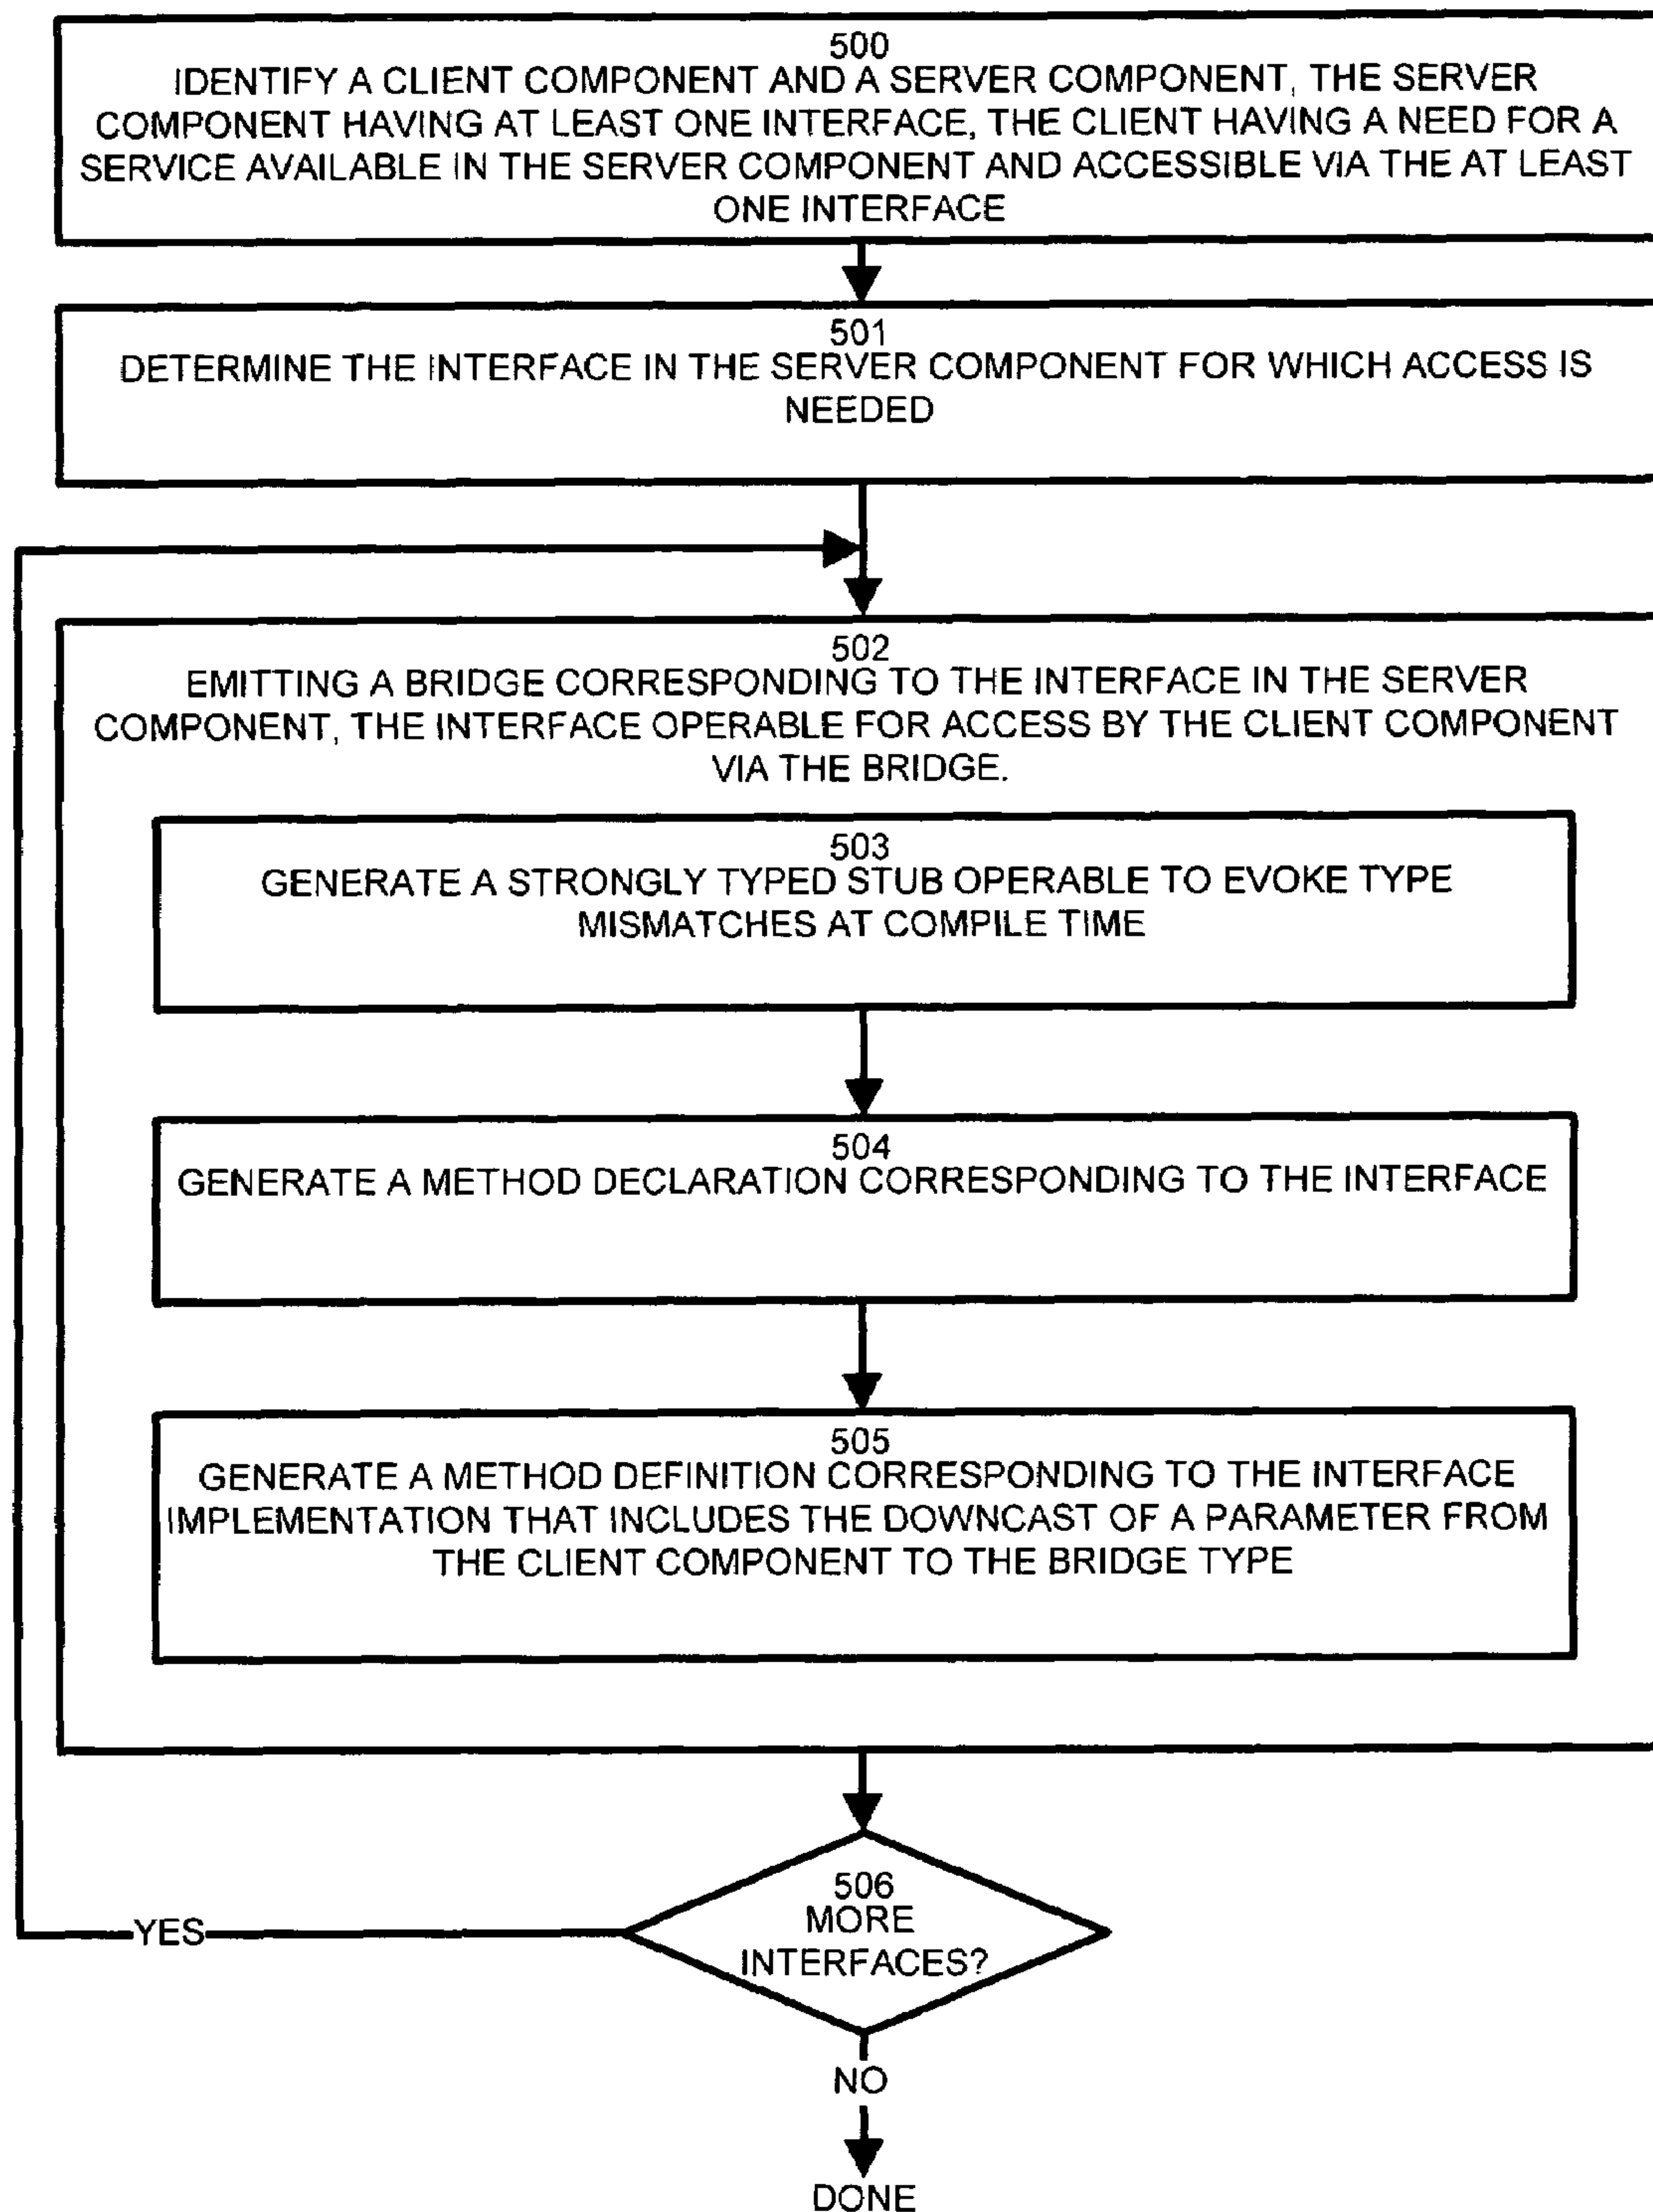 500
IDENTIFY A CLIENT COMPONENT AND A SERVER COMPONENT, THE SERVER
COMPONENT HAVING AT LEAST ONE INTERFACE, THE CLIENT HAVING A NEED FOR A
SERVICE AVAILABLE IN THE SERVER COMPONENT AND ACCESSIBLE VIA THE AT LEAST
ONE INTERFACE
501
DETERMINE THE INTERFACE IN THE SERVER COMPONENT FOR WHICH ACCESS IS
NEEDED
502
EMITTING A BRIDGE CORRESPONDING TO THE INTERFACE IN THE SERVER
COMPONENT, THE INTERFACE OPERABLE FOR ACCESS BY THE CLIENT COMPONENT
VIA THE BRIDGE.
503
GENERATE A STRONGLY TYPED STUB OPERABLE TO EVOKE TYPE
MISMATCHES AT COMPILE TIME
504
GENERATE A METHOD DECLARATION CORRESPONDING TO THE INTERFACE
505
GENERATE A METHOD DEFINITION CORRESPONDING TO THE INTERFACE
IMPLEMENTATION THAT INCLUDES THE DOWNCAST OF A PARAMETER FROM
THE CLIENT COMPONENT TO THE BRIDGE TYPE
506
MORE
INTERFACES?
YES
NO
DONE